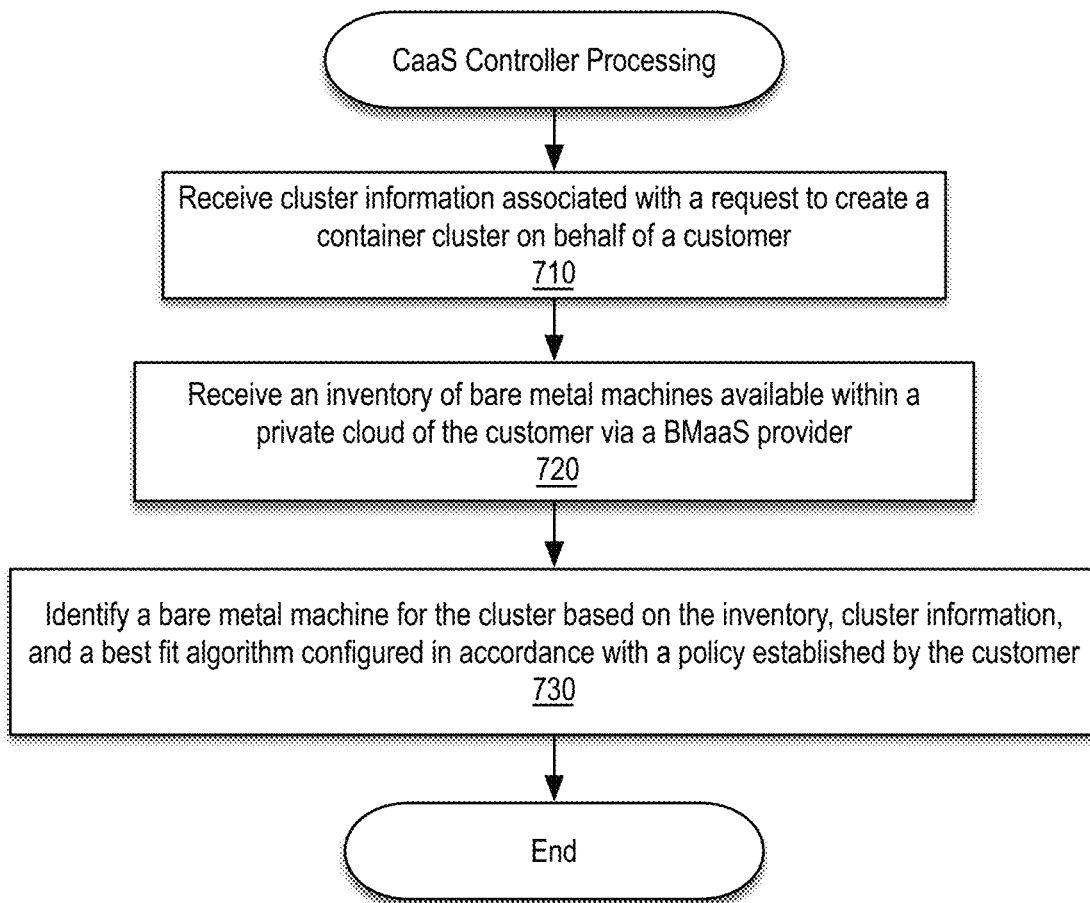 CaaS Controller Processing
Receive cluster information associated with a request to create a
container cluster on behalf of a customer
710
Receive an inventory of bare metal machines available within a
private cloud of the customer via a BMaaS provider
720
Identify a bare metal machine for the cluster based on the inventory, cluster information,
and a best fit algorithm configured in accordance with a policy established by the customer
730
End